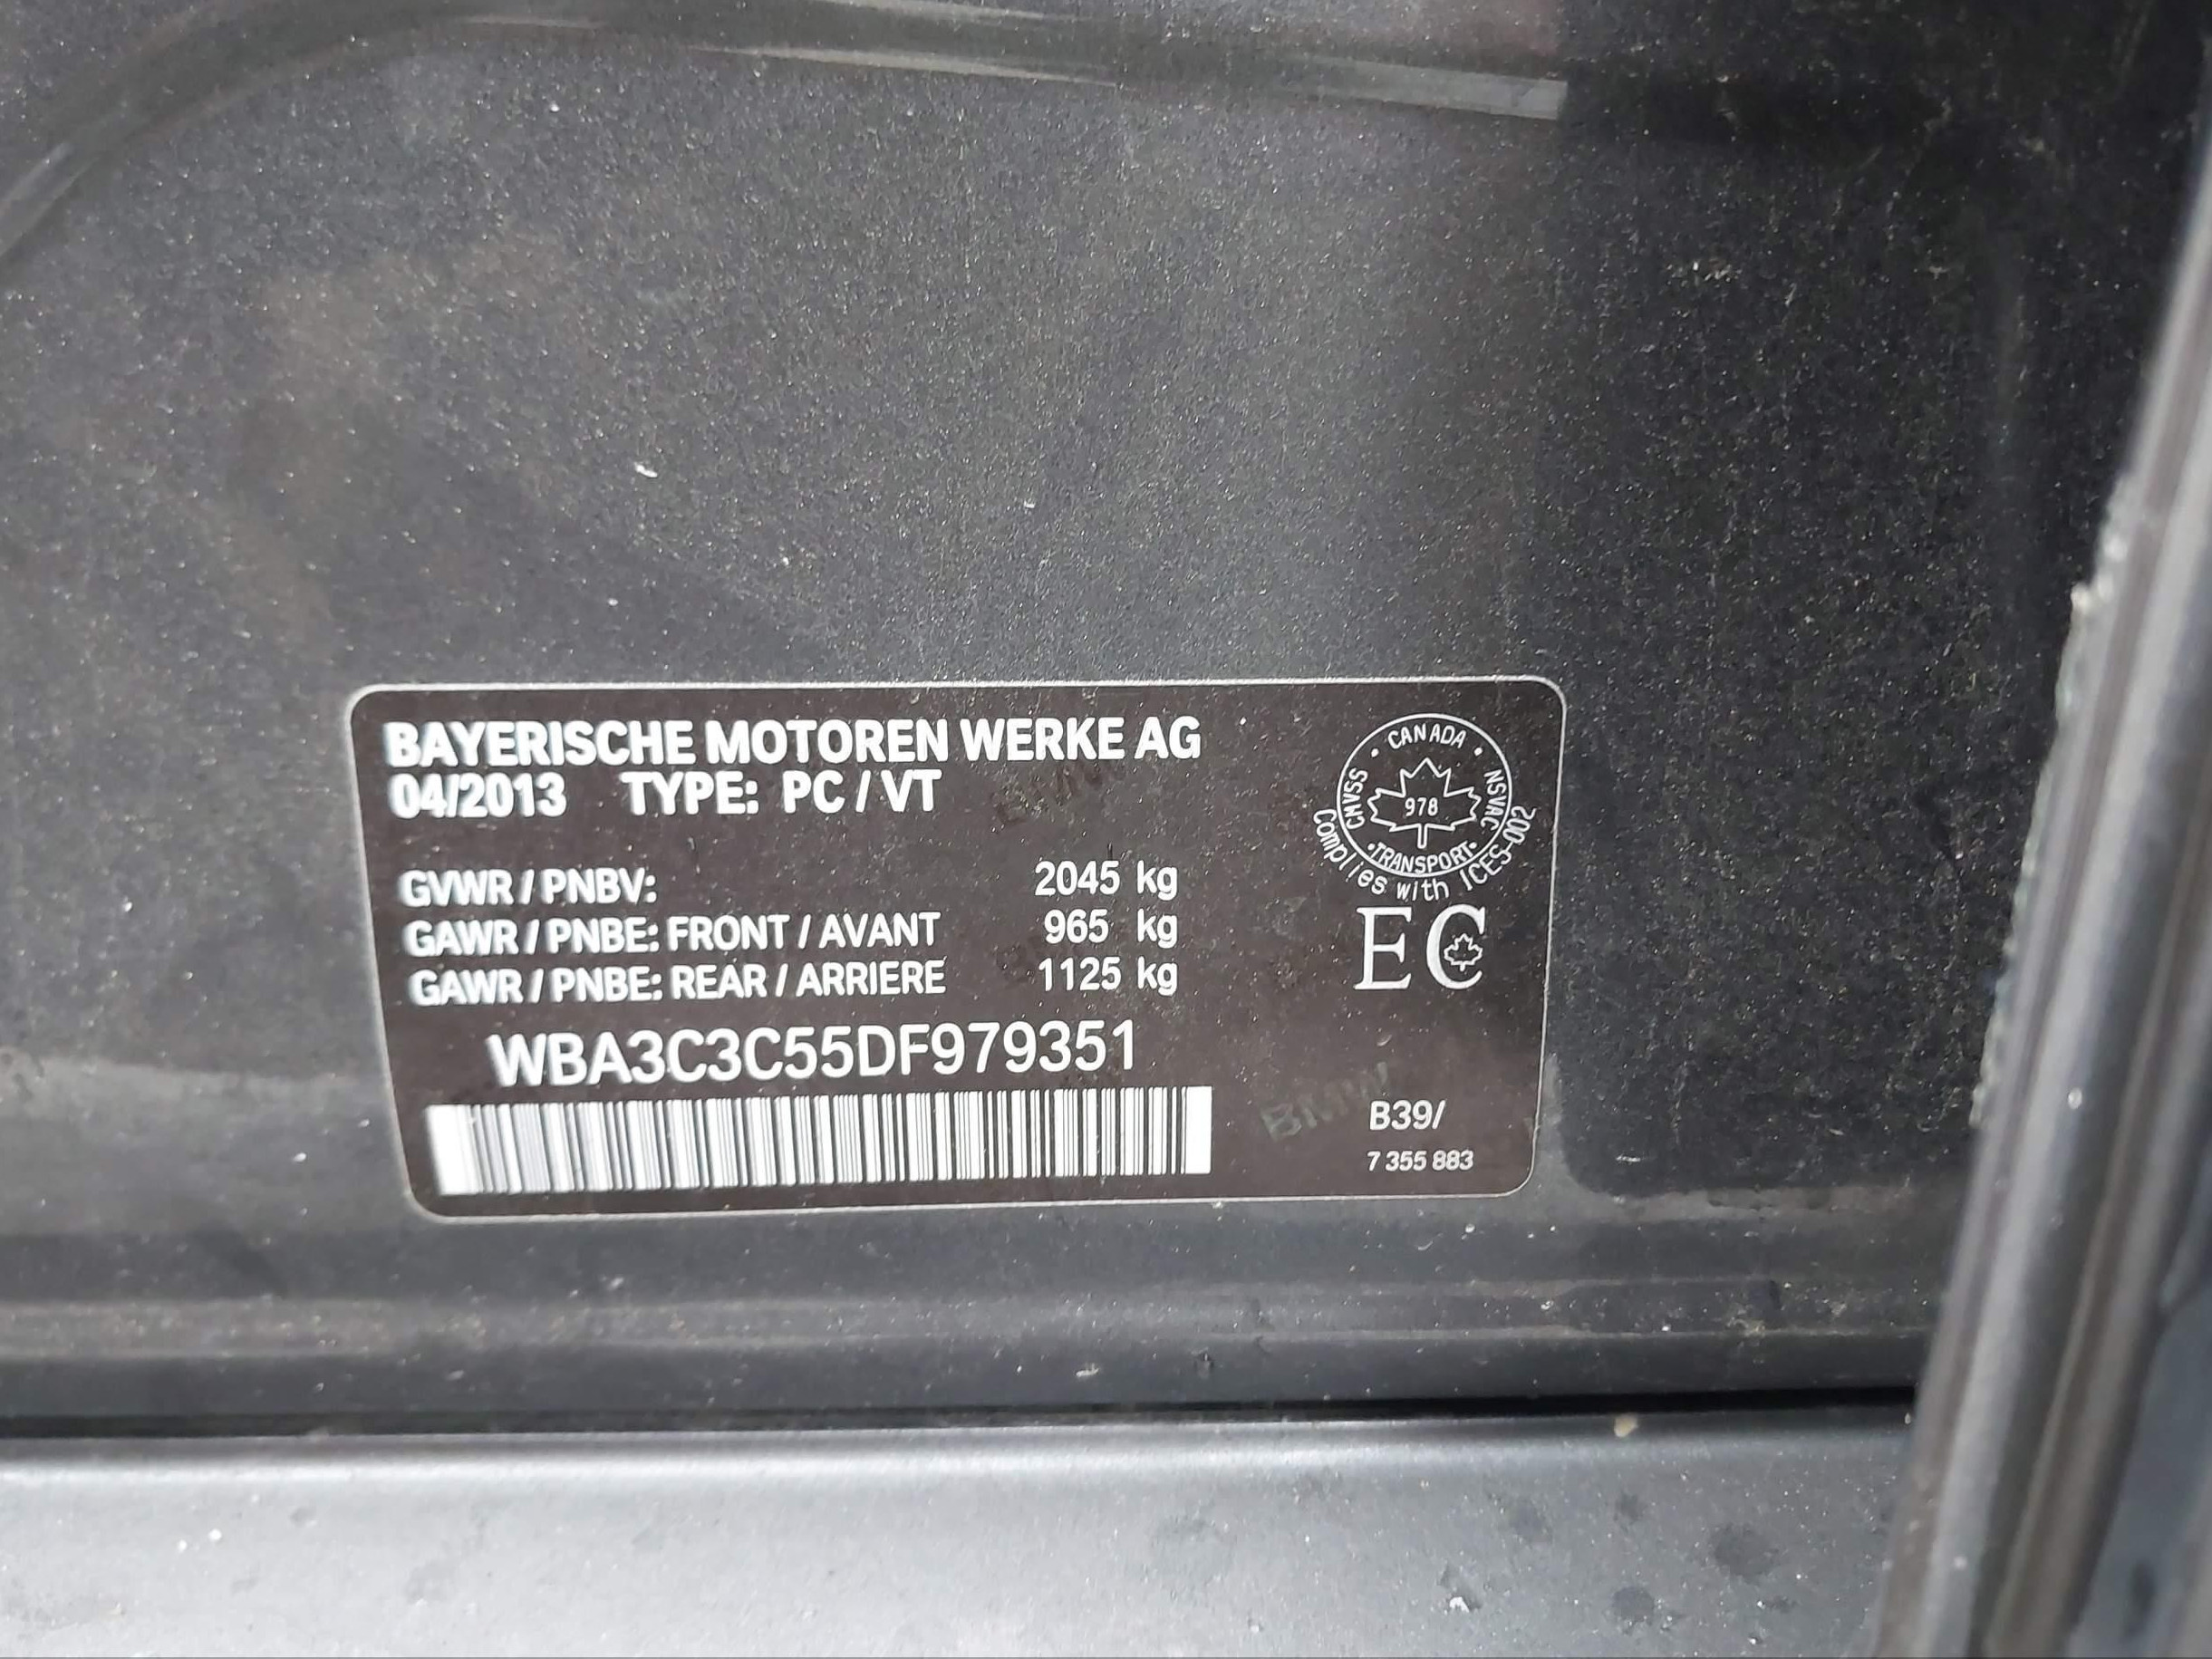 BAYERISCHE MOTOREN WERKE AG
04/2013 TYPE: PC / VT
GVWR / PNBV: 2045 kg
GAWR / PNBE: FRONT / AVANT 965 kg
GAWR / PNBE: REAR / ARRIERE 1125 kg
WBA3C3C55DF979351
CANADA
CMVSS
NSVAC
978
TRANSPORT
Complies with ICES-002
EC
BMW
B39/
7 355 883